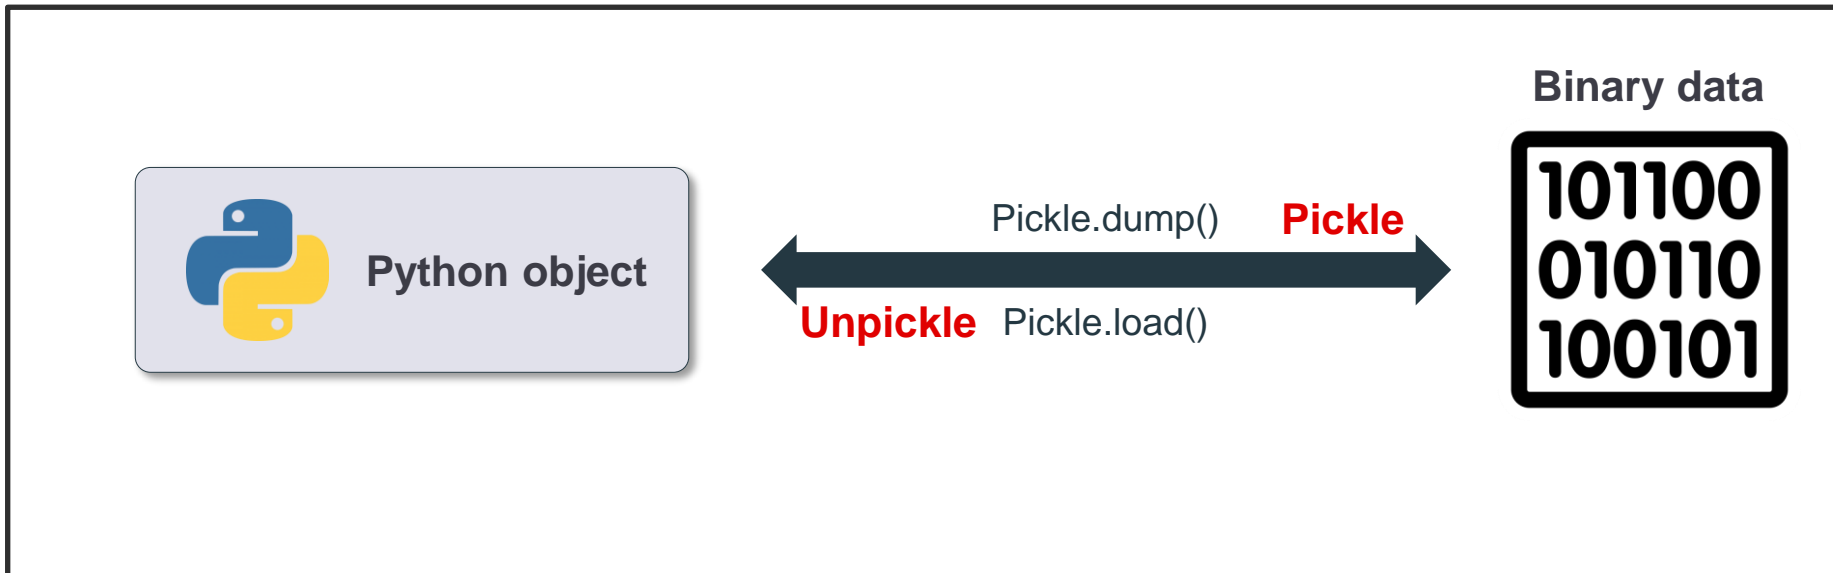 Binary data
101100
010110
100101
Pickle.dump() Pickle
Python object
Unpickle Pickle.load()